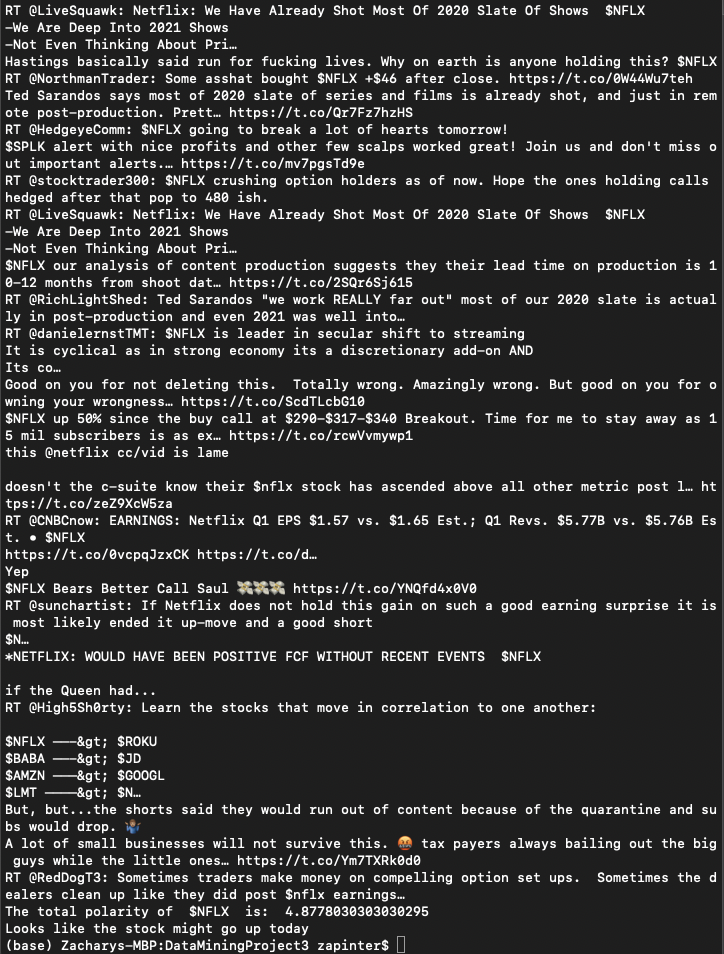 RT @LiveSquawk: Netflix: We Have Already Shot Most Of 2020 Slate Of Shows  $NFLX
-We Are Deep Into 2021 Shows
-Not Even Thinking About Pri…
Hastings basically said run for fucking lives. Why on earth is anyone holding this? $NFLX
RT @NorthmanTrader: Some asshat bought $NFLX +$46 after close. https://t.co/0W44Wu7teh
Ted Sarandos says most of 2020 slate of series and films is already shot, and just in rem
ote post-production. Prett… https://t.co/Qr7Fz7hzHS
RT @HedgeyeComm: $NFLX going to break a lot of hearts tomorrow!
$SPLK alert with nice profits and other few scalps worked great! Join us and don't miss o
ut important alerts.… https://t.co/mv7pgsTd9e
RT @stocktrader300: $NFLX crushing option holders as of now. Hope the ones holding calls
hedged after that pop to 480 ish.
RT @LiveSquawk: Netflix: We Have Already Shot Most Of 2020 Slate Of Shows  $NFLX
-We Are Deep Into 2021 Shows
-Not Even Thinking About Pri…
$NFLX our analysis of content production suggests they their lead time on production is 1
0-12 months from shoot dat… https://t.co/2SQr6Sj615
RT @RichLightShed: Ted Sarandos "we work REALLY far out" most of our 2020 slate is actual
ly in post-production and even 2021 was well into…
RT @danielernstTMT: $NFLX is leader in secular shift to streaming
It is cyclical as in strong economy its a discretionary add-on AND
Its co…
Good on you for not deleting this.  Totally wrong. Amazingly wrong. But good on you for o
wning your wrongness… https://t.co/ScdTLcbG10
$NFLX up 50% since the buy call at $290-$317-$340 Breakout. Time for me to stay away as 1
5 mil subscribers is as ex… https://t.co/rcwVvmywp1
this @netflix cc/vid is lame
doesn't the c-suite know their $nflx stock has ascended above all other metric post l… ht
tps://t.co/zeZ9XcW5za
RT @CNBCnow: EARNINGS: Netflix Q1 EPS $1.57 vs. $1.65 Est.; Q1 Revs. $5.77B vs. $5.76B Es
t. • $NFLX
https://t.co/0vcpqJzxCK https://t.co/d…
Yep
$NFLX Bears Better Call Saul 💸💸💸 https://t.co/YNQfd4x0V0
RT @sunchartist: If Netflix does not hold this gain on such a good earning surprise it is
most likely ended it up-move and a good short
$N…
*NETFLIX: WOULD HAVE BEEN POSITIVE FCF WITHOUT RECENT EVENTS  $NFLX
if the Queen had...
RT @High5Sh0rty: Learn the stocks that move in correlation to one another:
$NFLX ———&gt; $ROKU
$BABA ———&gt; $JD
$AMZN ———&gt; $GOOGL
$LMT ————&gt; $N…
But, but...the shorts said they would run out of content because of the quarantine and su
bs would drop. 🤷🏽‍♂️
A lot of small businesses will not survive this. 🤬 tax payers always bailing out the big
guys while the little ones… https://t.co/Ym7TXRk0d0
RT @RedDogT3: Sometimes traders make money on compelling option set ups.  Sometimes the d
ealers clean up like they did post $nflx earnings…
The total polarity of  $NFLX  is:  4.8778030303030295
Looks like the stock might go up today
(base) Zacharys-MBP:DataMiningProject3 zapinter$